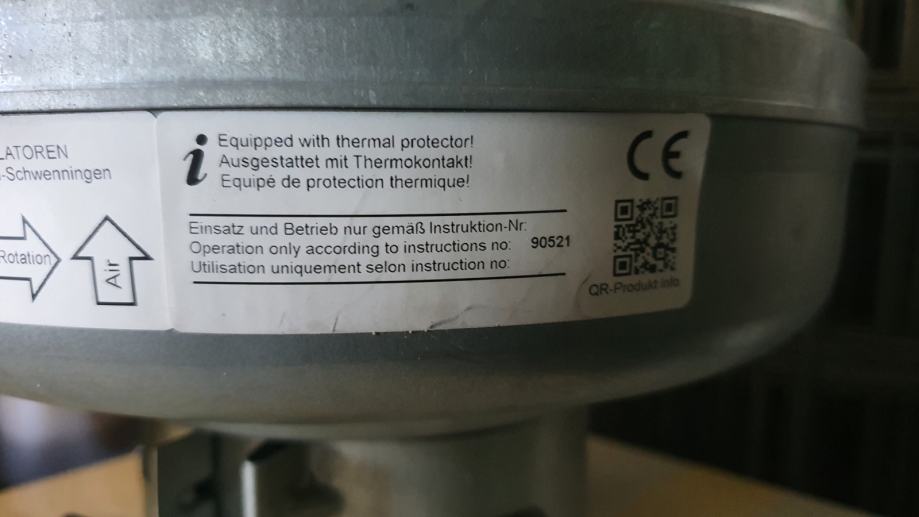 LATOREN
-Schwenningen
Rotation
Air
i
Equipped with thermal protector!
Ausgestattet mit Thermokontakt!
Equipé de protection thermique!
Einsatz und Betrieb nur gemäß Instruktion-Nr:
Operation only according to instructions no: 90521
Utilisation uniquement selon instruction no:
CE
QR-Produkt info